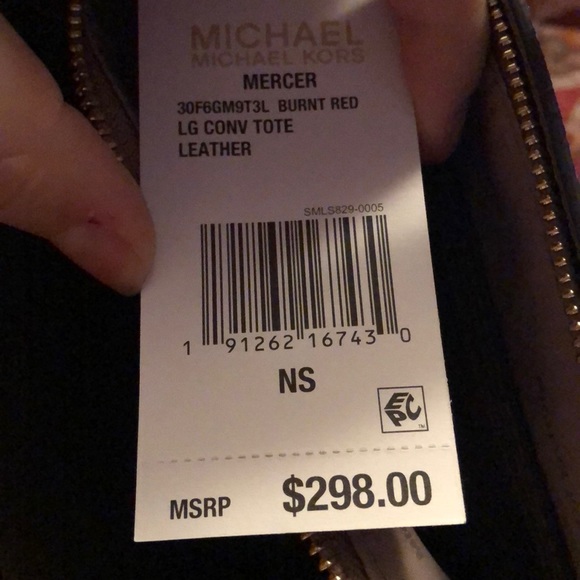 MICHAEL
MICHAEL KORS
MERCER
30F6GM9T3L BURNT RED
LG CONV TOTE
LEATHER
SMLS829-0005
1 91262 16743 0
NS
EPC
TM
MSRP $298.00